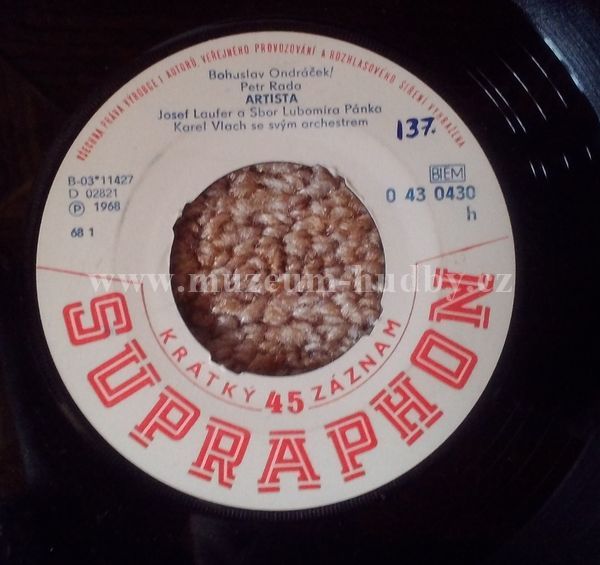 VŠECHNA PRÁVA VÝROBCE I AUTORŮ, VEŘEJNÉHO PROVOZOVÁNÍ A ROZHLASOVÉHO ŠÍŘENÍ VYHRAŽENA
Bohuslav Ondráček/
Petr Rada
ARTISTA
Josef Laufer a Sbor Lubomíra Pánka
Karel Vlach se svým orchestrem
137.
B-03*11427
D 02821
Ⓟ 1968
68 1
BIEM
0 43 0430
h
www.muzeum-hudby.cz
KRÁTKÝ 45 ZÁZNAM
SUPRAPHON